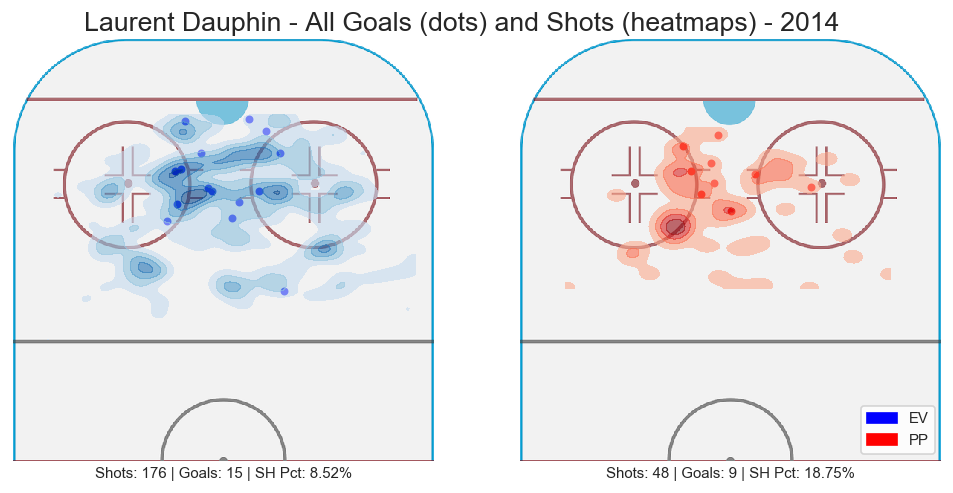 Laurent Dauphin - All Goals (dots) and Shots (heatmaps) - 2014
EV
PP
Shots: 176 | Goals: 15 | SH Pct: 8.52%
Shots: 48 | Goals: 9 | SH Pct: 18.75%